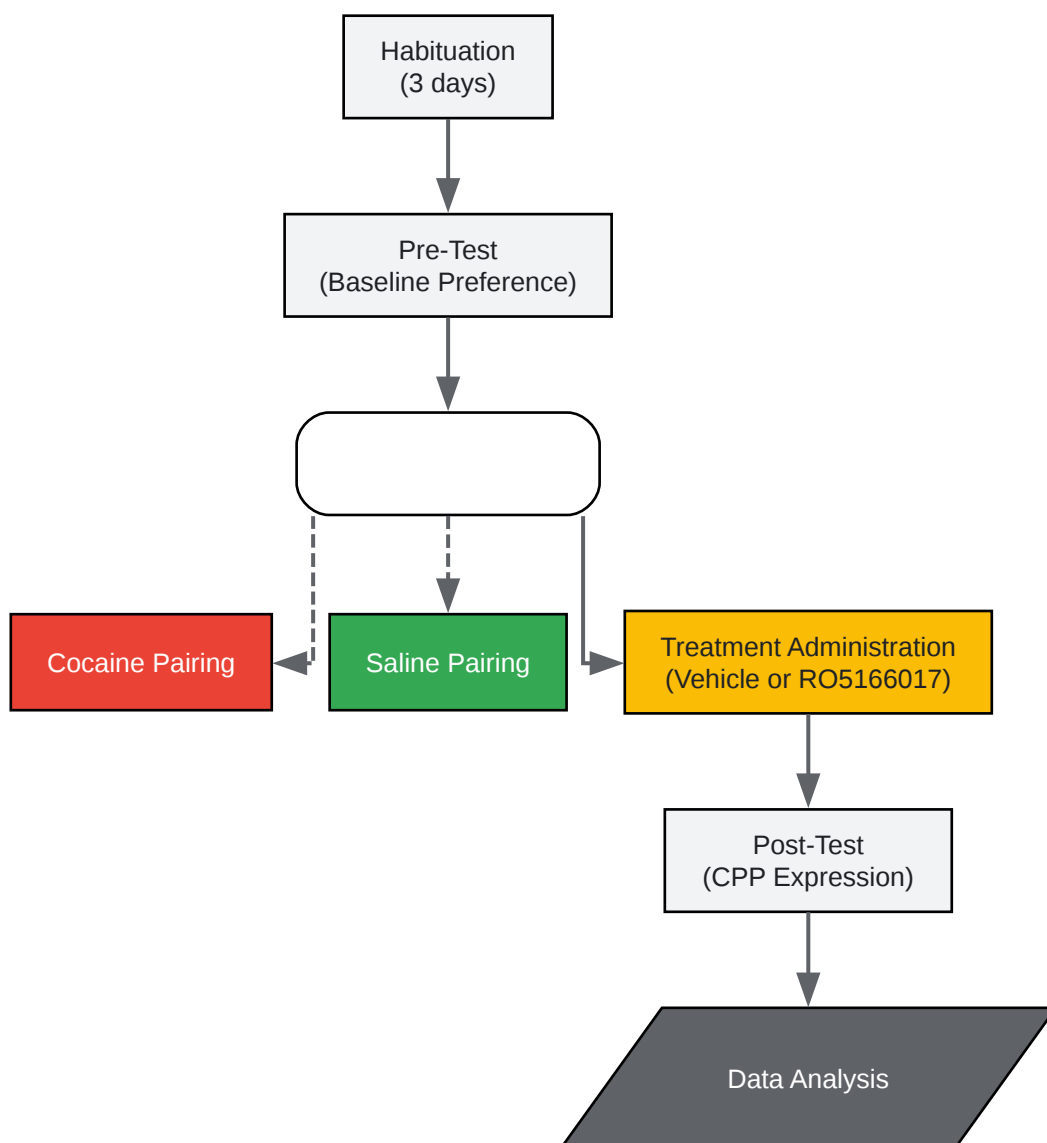 Habituation
(3 days)
Pre-Test
(Baseline Preference)
Cocaine Pairing
Saline Pairing
Treatment Administration
(Vehicle or RO5166017)
Post-Test
(CPP Expression)
Data Analysis